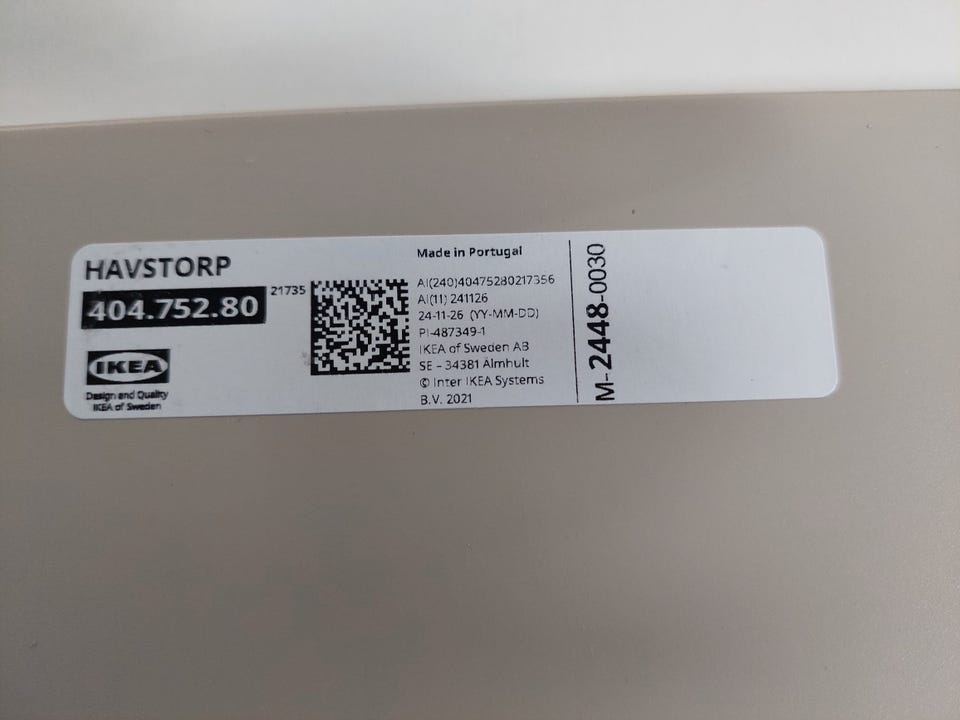 HAVSTORP
404.752.80
21735
IKEA
Design and Quality
IKEA of Sweden
Made in Portugal
AI(240)40475280217356
AI(11) 241126
24-11-26 (YY-MM-DD)
PI-487349-1
IKEA of Sweden AB
SE - 34381 Älmhult
© Inter IKEA Systems
B.V. 2021
M-2448-0030